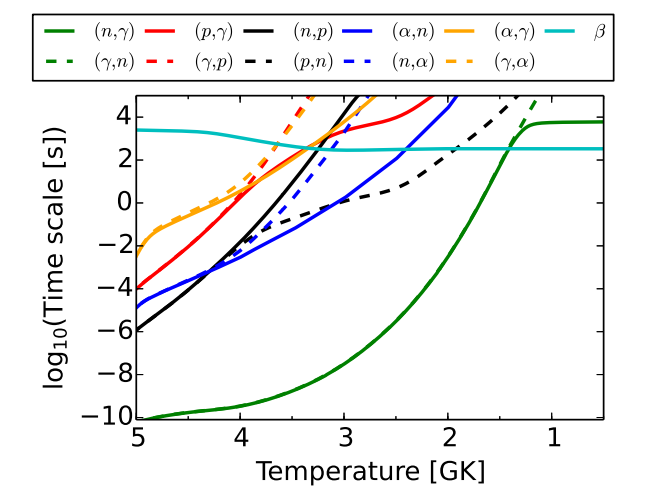 (n,γ) (p,γ) (n,p) (α,n) (α,γ) β
(γ,n) (γ,p) (p,n) (n,α) (γ,α)
log₁₀(Time scale [s])
4
2
0
−2
−4
−6
−8
−10
5 4 3 2 1
Temperature [GK]